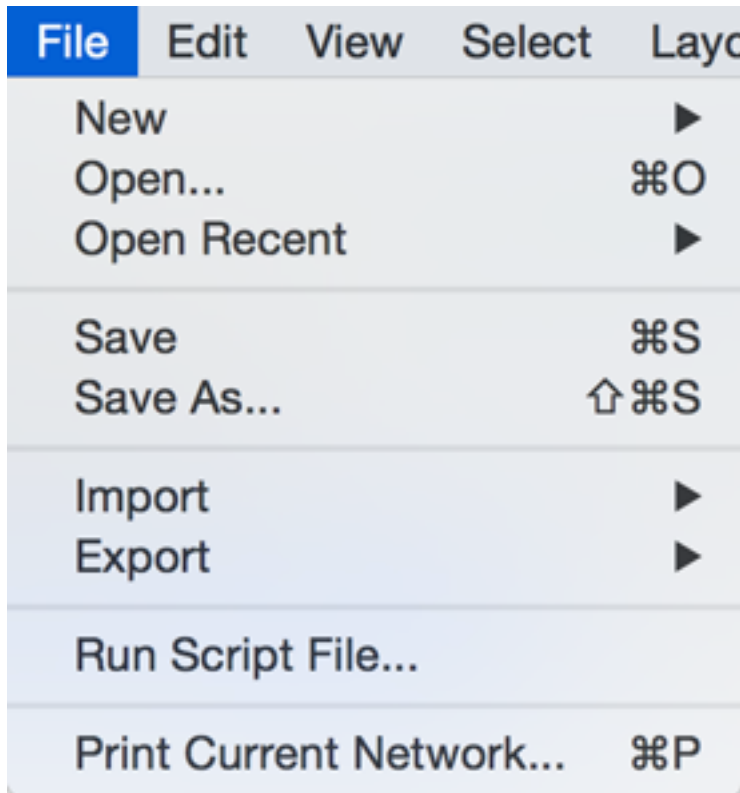 File Edit View Select Layo
New ▶
Open... ⌘O
Open Recent ▶
Save ⌘S
Save As... ⇧⌘S
Import ▶
Export ▶
Run Script File...
Print Current Network... ⌘P